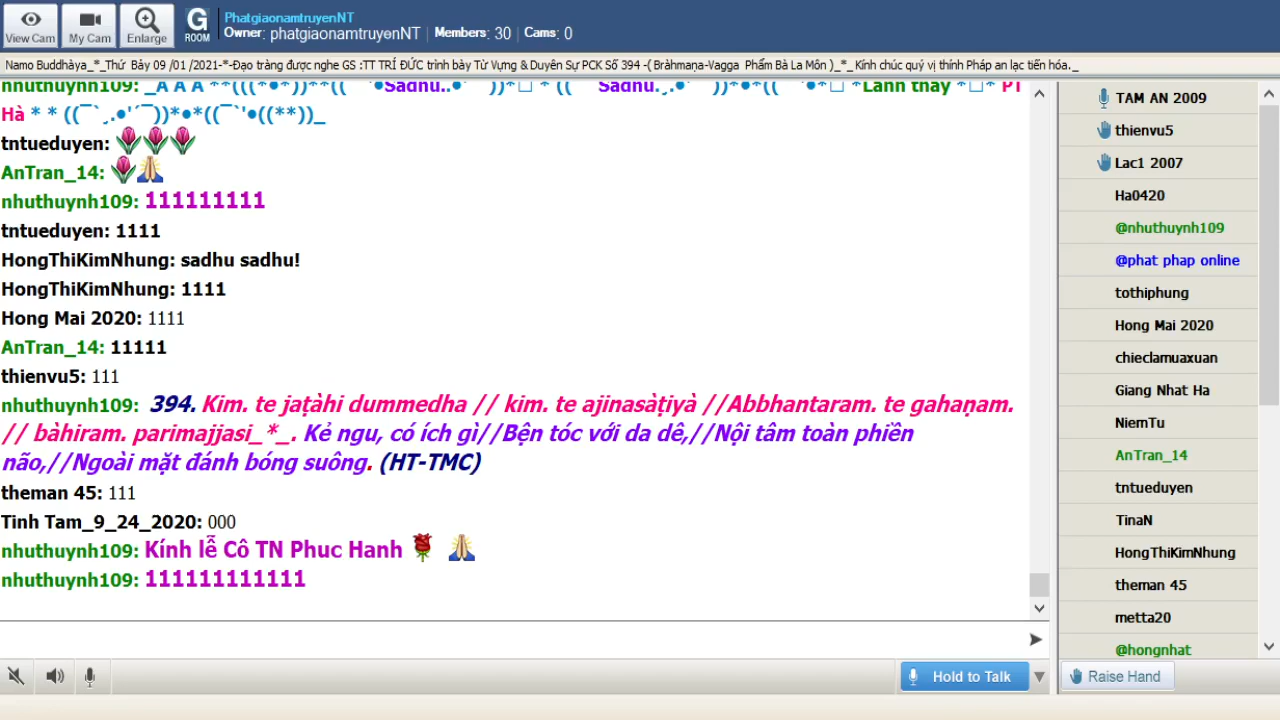 View Cam
My Cam
Enlarge
G
ROOM
PhatgiaonamtruyenNT
Owner: phatgiaonamtruyenNT | Members: 30 | Cams: 0
Namo Buddhàya_*_Thứ Bảy 09 /01 /2021-*-Đạo tràng được nghe GS :TT TRÍ ĐỨC trình bày Từ Vựng & Duyên Sự PCK Số 394 -( Bràhmaṇa-Vagga Phẩm Bà La Môn )_*_ Kính chúc quý vị thính Pháp an lạc tiến hóa._
Hà * * ((¯`¸.●'´¯))*●*((¯`'●((**))_
tntueduyen: 🌷🌷🌷
AnTran_14: 🌷🙏
nhuthuynh109: 111111111
tntueduyen: 1111
HongThiKimNhung: sadhu sadhu!
HongThiKimNhung: 1111
Hong Mai 2020: 1111
AnTran_14: 11111
thienvu5: 111
nhuthuynh109: 394. Kim. te jaṭàhi dummedha // kim. te ajinasàṭiyà //Abbhantaram. te gahaṇam.
// bàhiram. parimajjasi_*_. Kẻ ngu, có ích gì//Bện tóc với da dê,//Nội tâm toàn phiền
não,//Ngoài mặt đánh bóng suông. (HT-TMC)
theman 45: 111
Tinh Tam_9_24_2020: 000
nhuthuynh109: Kính lễ Cô TN Phuc Hanh 🌹 🙏
nhuthuynh109: 111111111111
Hold to Talk
TAM AN 2009
thienvu5
Lac1 2007
Ha0420
@nhuthuynh109
@phat phap online
tothiphung
Hong Mai 2020
chieclamuaxuan
Giang Nhat Ha
NiemTu
AnTran_14
tntueduyen
TinaN
HongThiKimNhung
theman 45
metta20
@hongnhat
Raise Hand